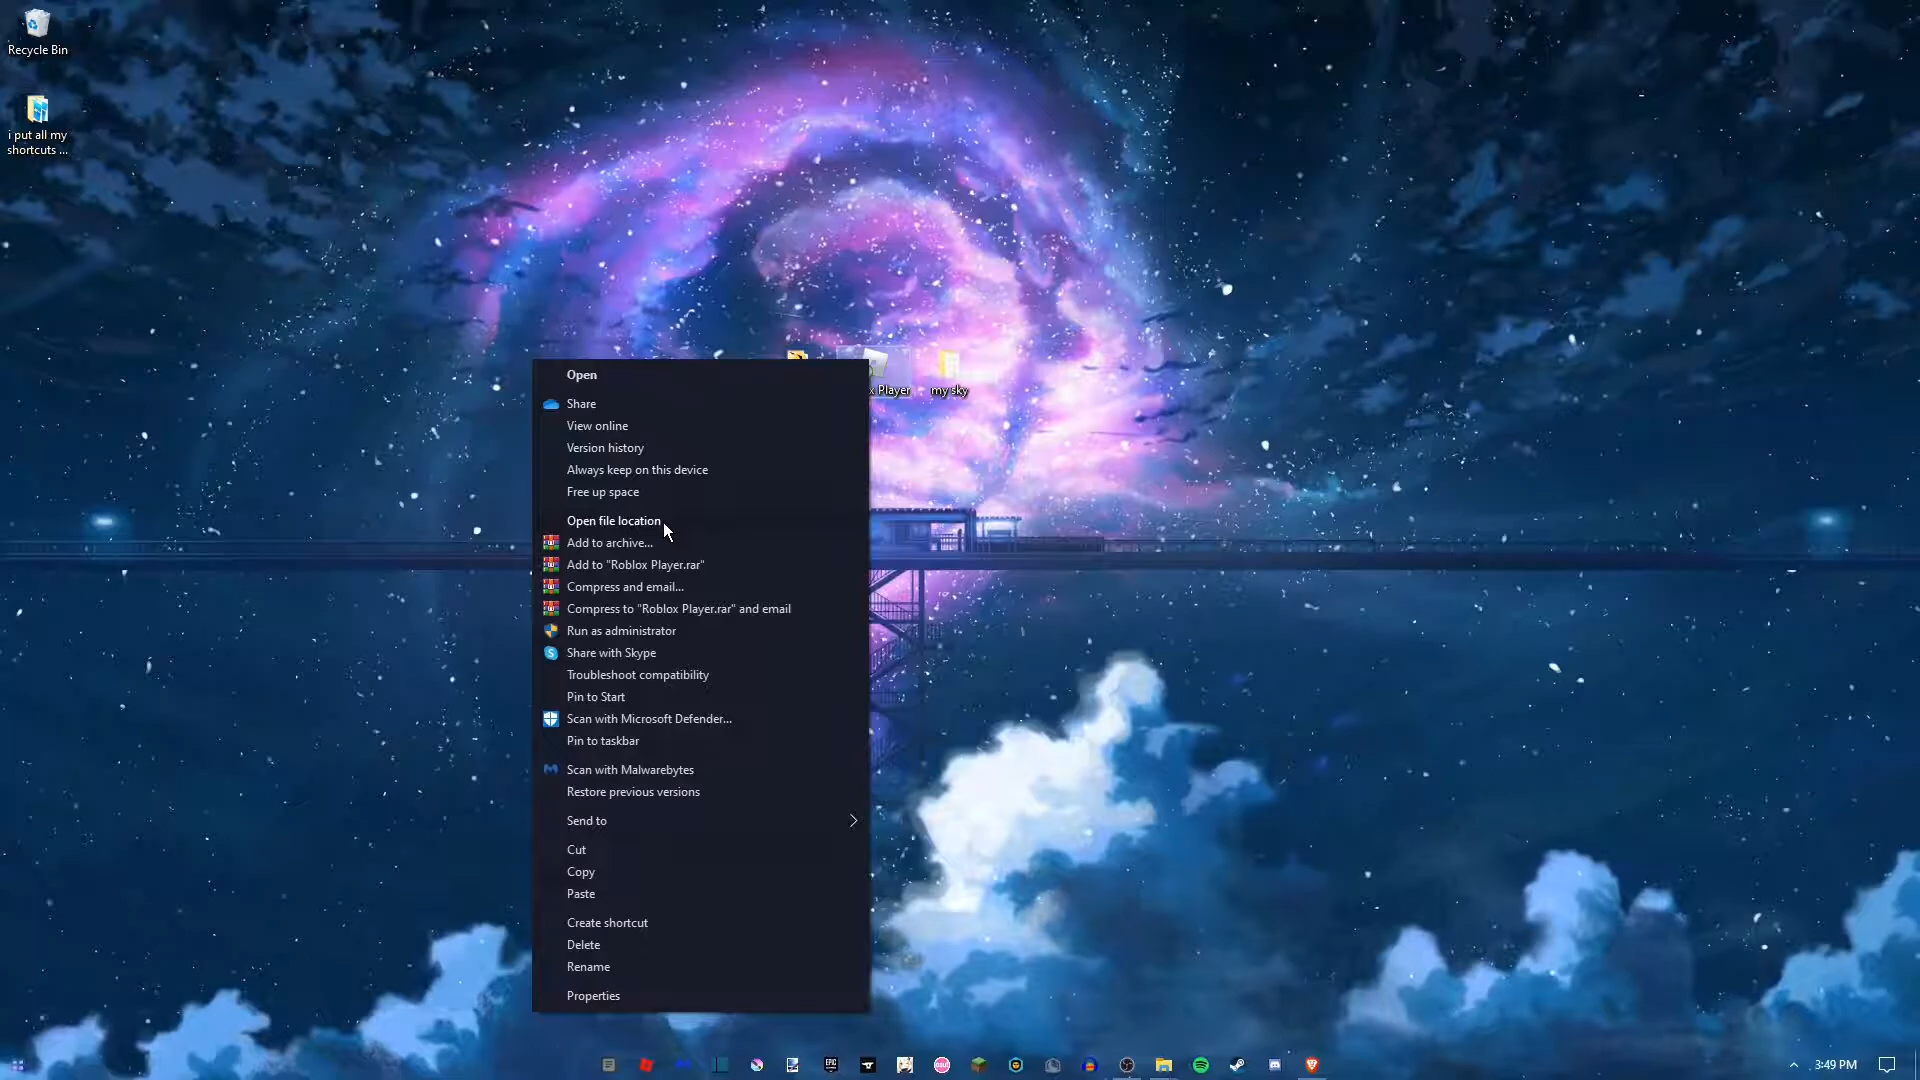 Recycle Bin
i put all my
shortcuts ...
x Player
my sky
Open
Share
View online
Version history
Always keep on this device
Free up space
Open file location
Add to archive...
Add to "Roblox Player.rar"
Compress and email...
Compress to "Roblox Player.rar" and email
Run as administrator
Share with Skype
Troubleshoot compatibility
Pin to Start
Scan with Microsoft Defender...
Pin to taskbar
Scan with Malwarebytes
Restore previous versions
Send to
Cut
Copy
Paste
Create shortcut
Delete
Rename
Properties
EPIC
osu!
3:49 PM